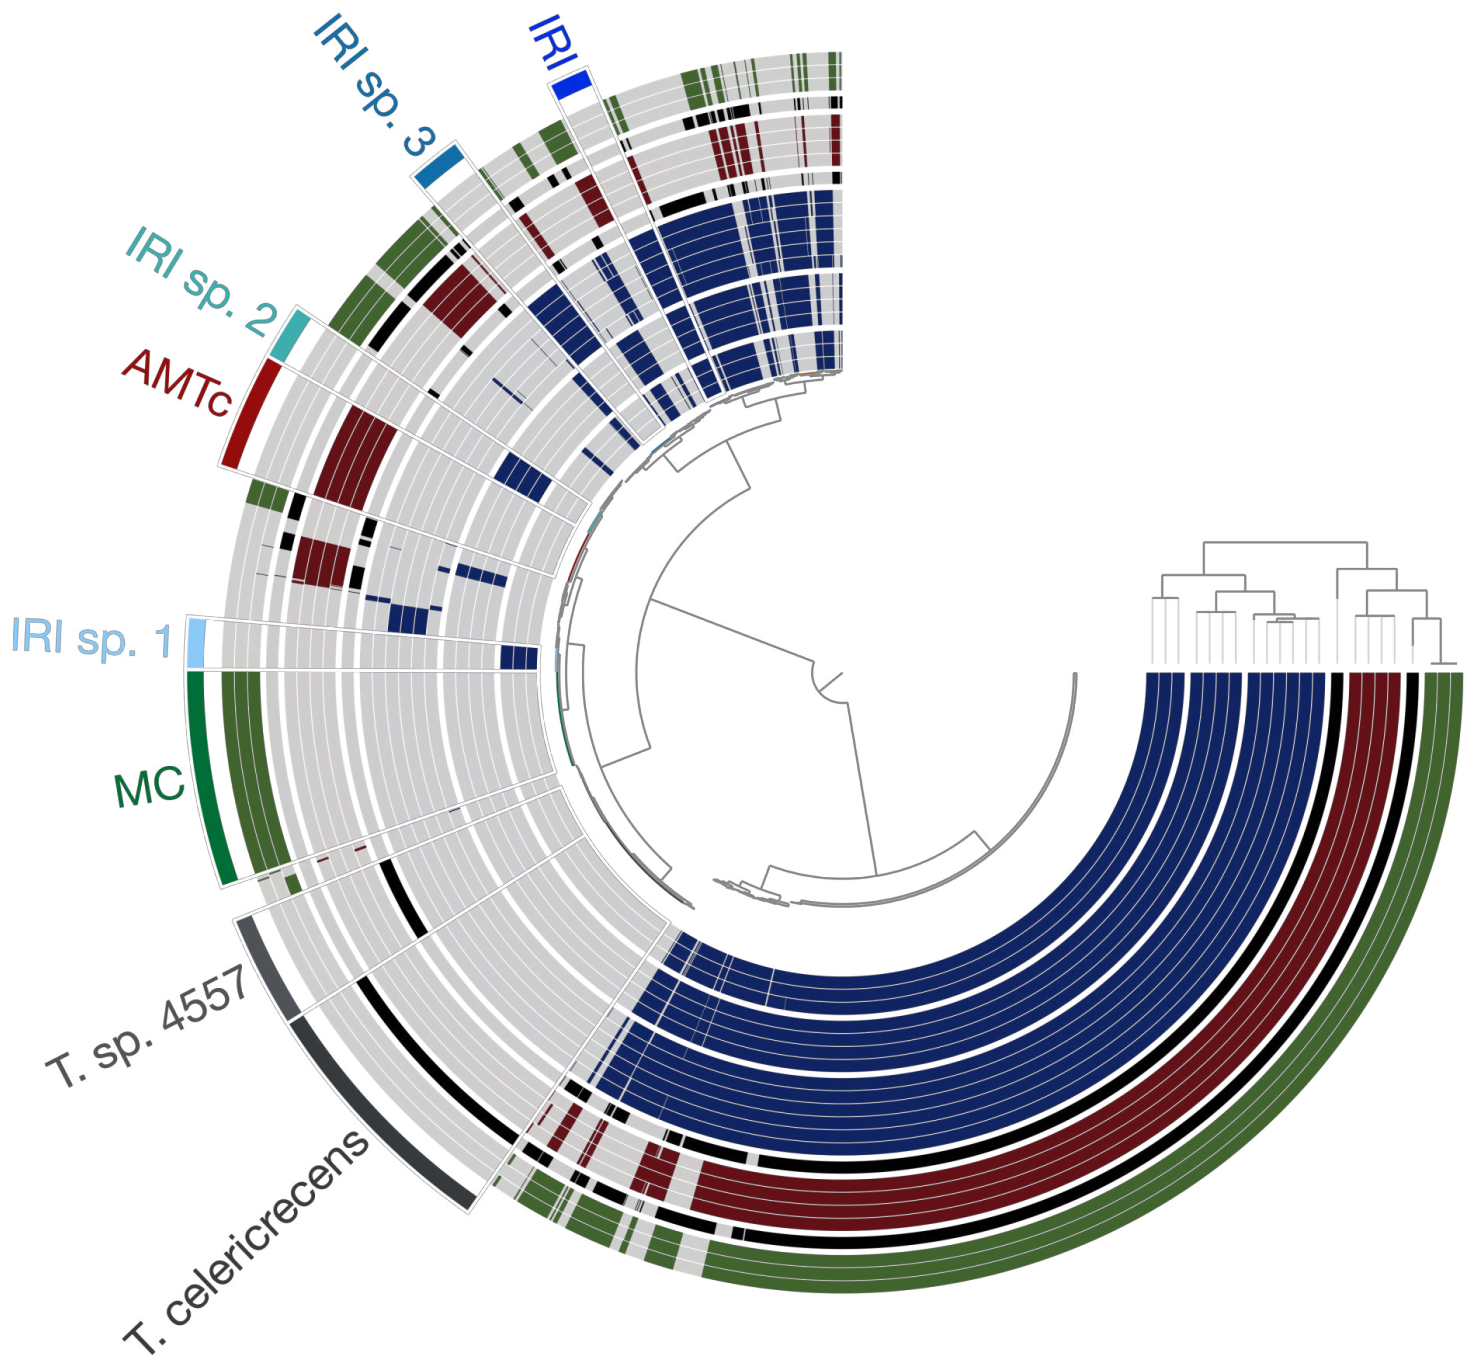 IRI
IRI sp. 3
IRI sp. 2
AMTc
IRI sp. 1
MC
T. sp. 4557
T. celericrecens